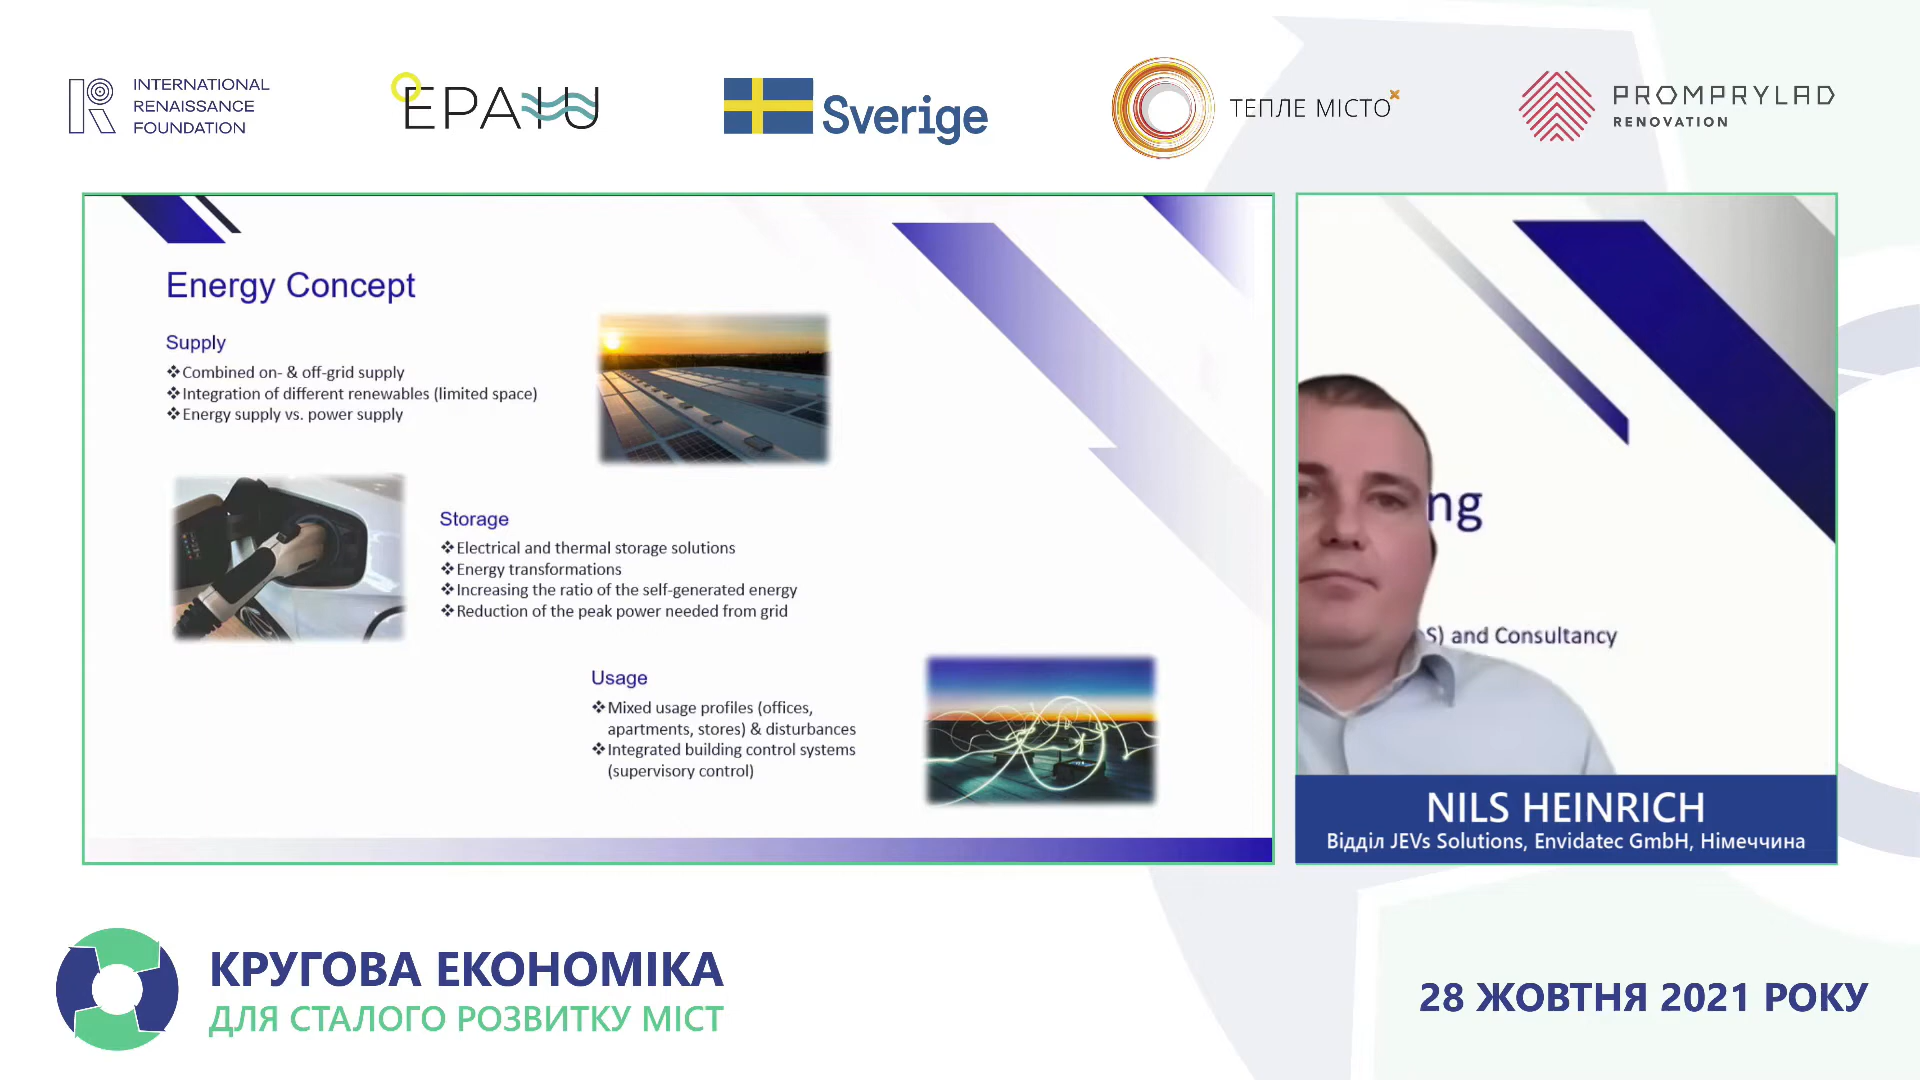 INTERNATIONAL
RENAISSANCE
FOUNDATION
Sverige
ТЕПЛЕ МІСТО
PROMPRYLAD
RENOVATION
Energy Concept
Supply
❖Combined on- & off-grid supply
❖Integration of different renewables (limited space)
❖Energy supply vs. power supply
Storage
❖Electrical and thermal storage solutions
❖Energy transformations
❖Increasing the ratio of the self-generated energy
❖Reduction of the peak power needed from grid
Usage
❖Mixed usage profiles (offices,
apartments, stores) & disturbances
❖Integrated building control systems
(supervisory control)
ng
S) and Consultancy
NILS HEINRICH
Відділ JEVs Solutions, Envidatec GmbH, Німеччина
КРУГОВА ЕКОНОМІКА
ДЛЯ СТАЛОГО РОЗВИТКУ МІСТ
28 ЖОВТНЯ 2021 РОКУ